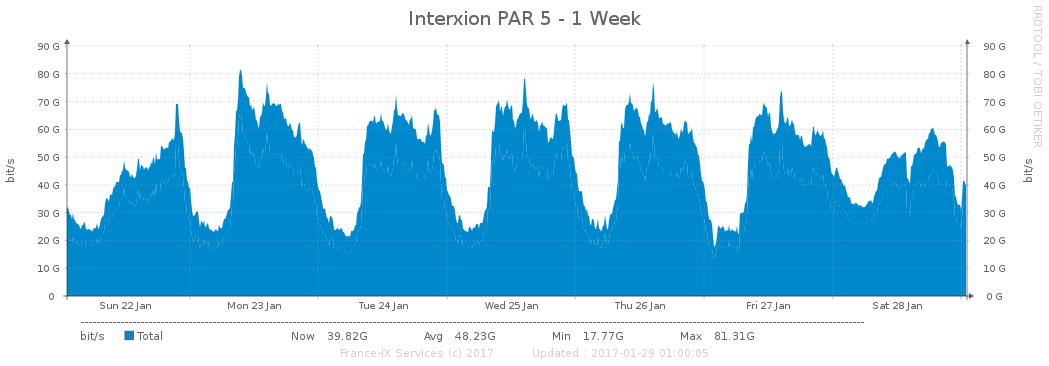 Interxion PAR 5 - 1 Week
RRDTOOL / TOBI OETIKER
90 G 90 G
80 G 80 G
70 G 70 G
60 G 60 G
50 G 50 G
40 G 40 G
30 G 30 G
20 G 20 G
10 G 10 G
0 0 G
bit/s
bit/s
Sun 22 Jan Mon 23 Jan Tue 24 Jan Wed 25 Jan Thu 26 Jan Fri 27 Jan Sat 28 Jan
bit/s Total Now 39.82G Avg 48.23G Min 17.77G Max 81.31G
France-IX Services (c) 2017 Updated : 2017-01-29 01:00:05